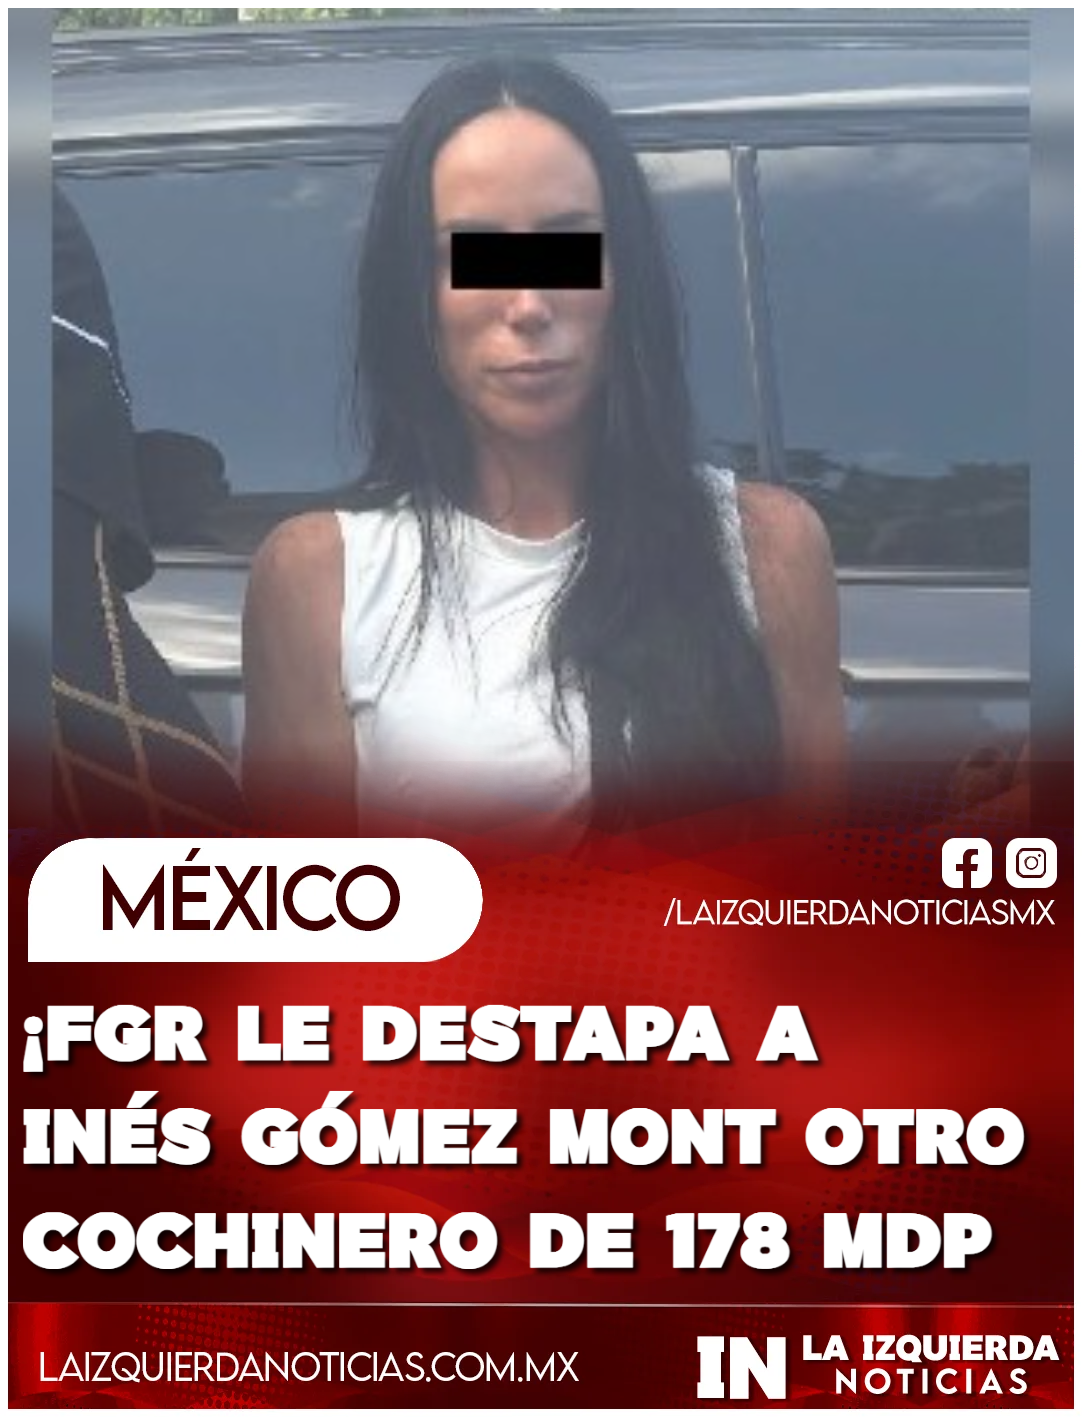 MÉXICO
/LAIZQUIERDANOTICIASMX
¡FGR LE DESTAPA A
INÉS GÓMEZ MONT OTRO
COCHINERO DE 178 MDP
LAIZQUIERDANOTICIAS.COM.MX
IN LA IZQUIERDA
NOTICIAS